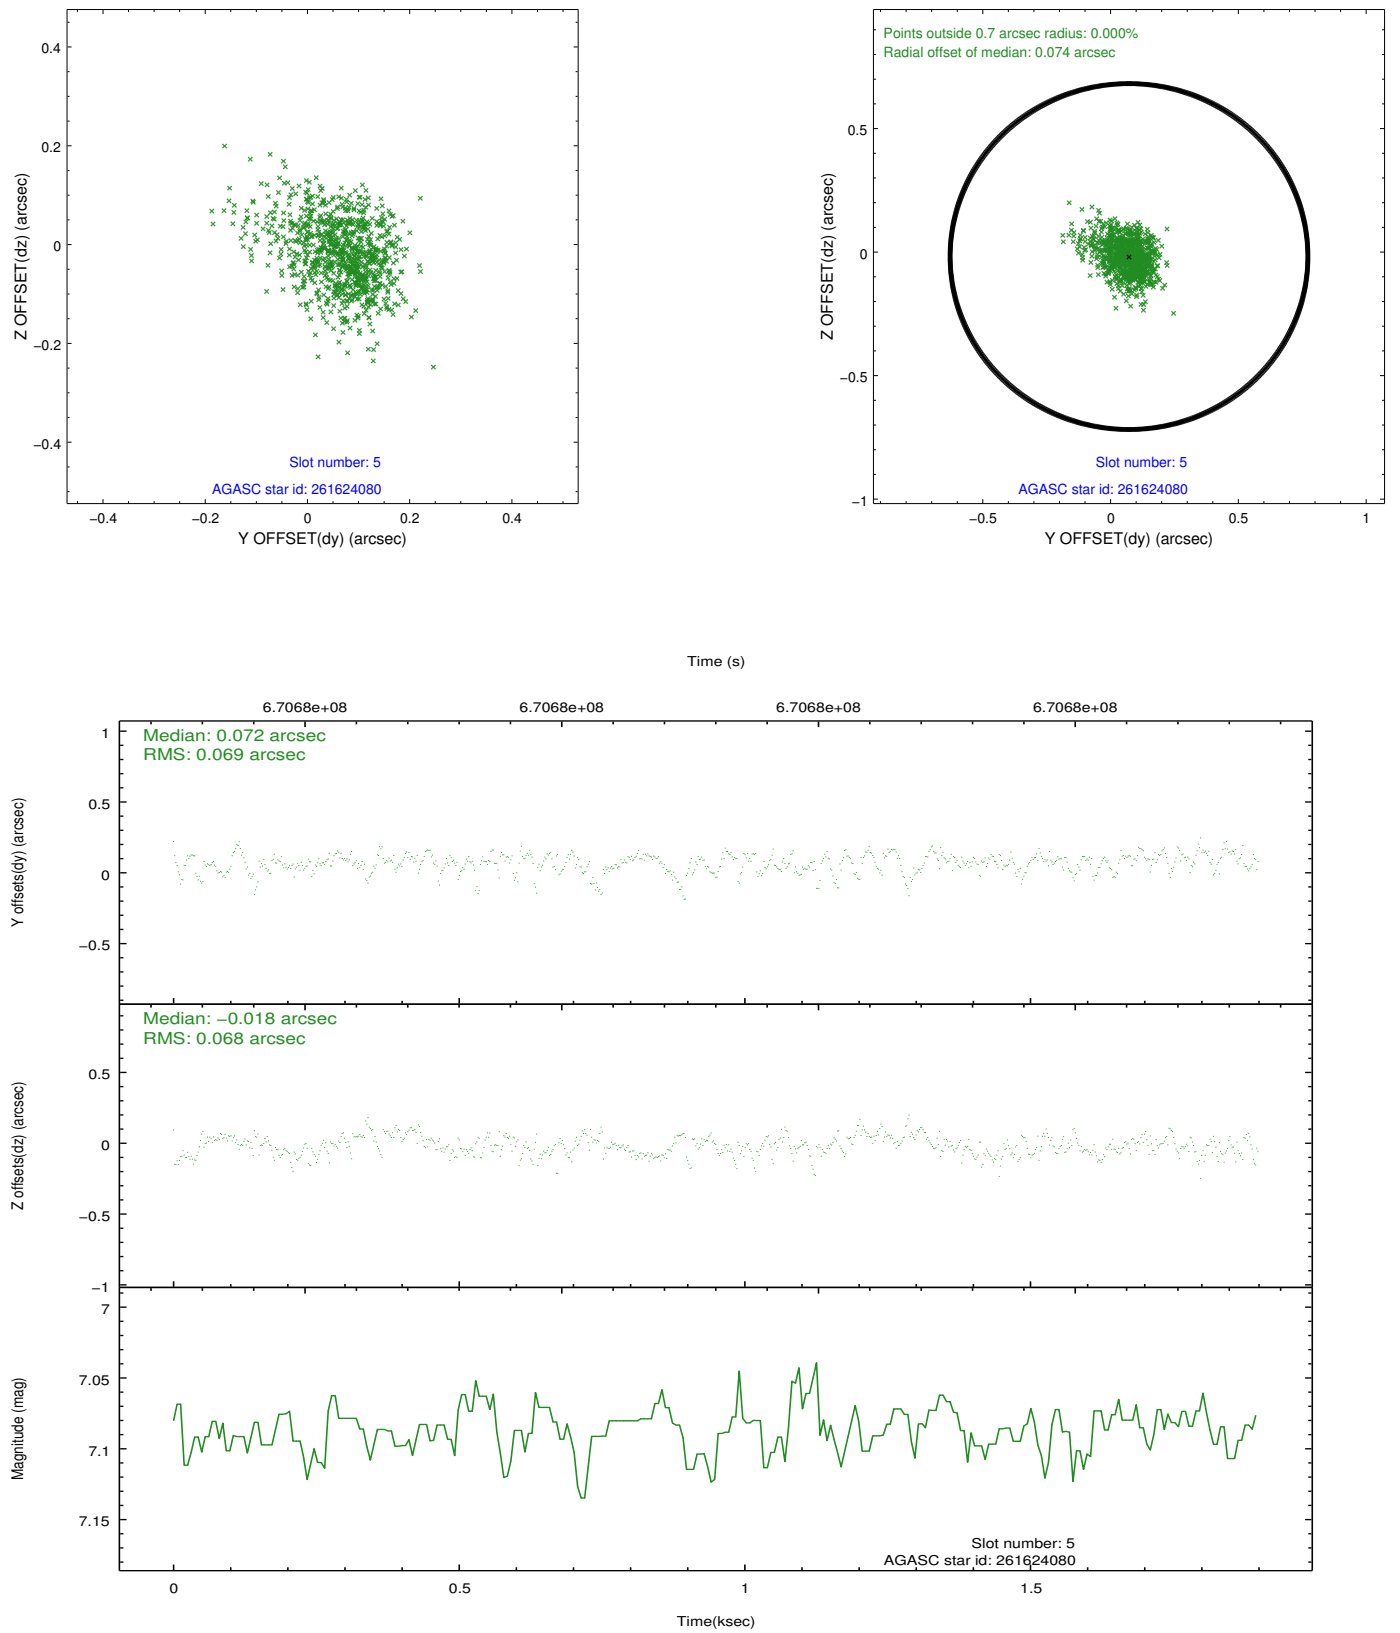 0.4
0.2
0
−0.2
−0.4
Z OFFSET(dz) (arcsec)
Slot number: 5
AGASC star id: 261624080
−0.4 −0.2 0 0.2 0.4
Y OFFSET(dy) (arcsec)
Points outside 0.7 arcsec radius: 0.000%
Radial offset of median: 0.074 arcsec
0.5
0
−0.5
−1
Z OFFSET(dz) (arcsec)
Slot number: 5
AGASC star id: 261624080
−0.5 0 0.5 1
Y OFFSET(dy) (arcsec)
Time (s)
6.7068e+08 6.7068e+08 6.7068e+08 6.7068e+08
Median: 0.072 arcsec
RMS: 0.069 arcsec
1
0.5
0
−0.5
Y offsets(dy) (arcsec)
Median: −0.018 arcsec
RMS: 0.068 arcsec
0.5
0
−0.5
−1
Z offsets(dz) (arcsec)
7
7.05
7.1
7.15
Magnitude (mag)
Slot number: 5
AGASC star id: 261624080
0 0.5 1 1.5
Time(ksec)